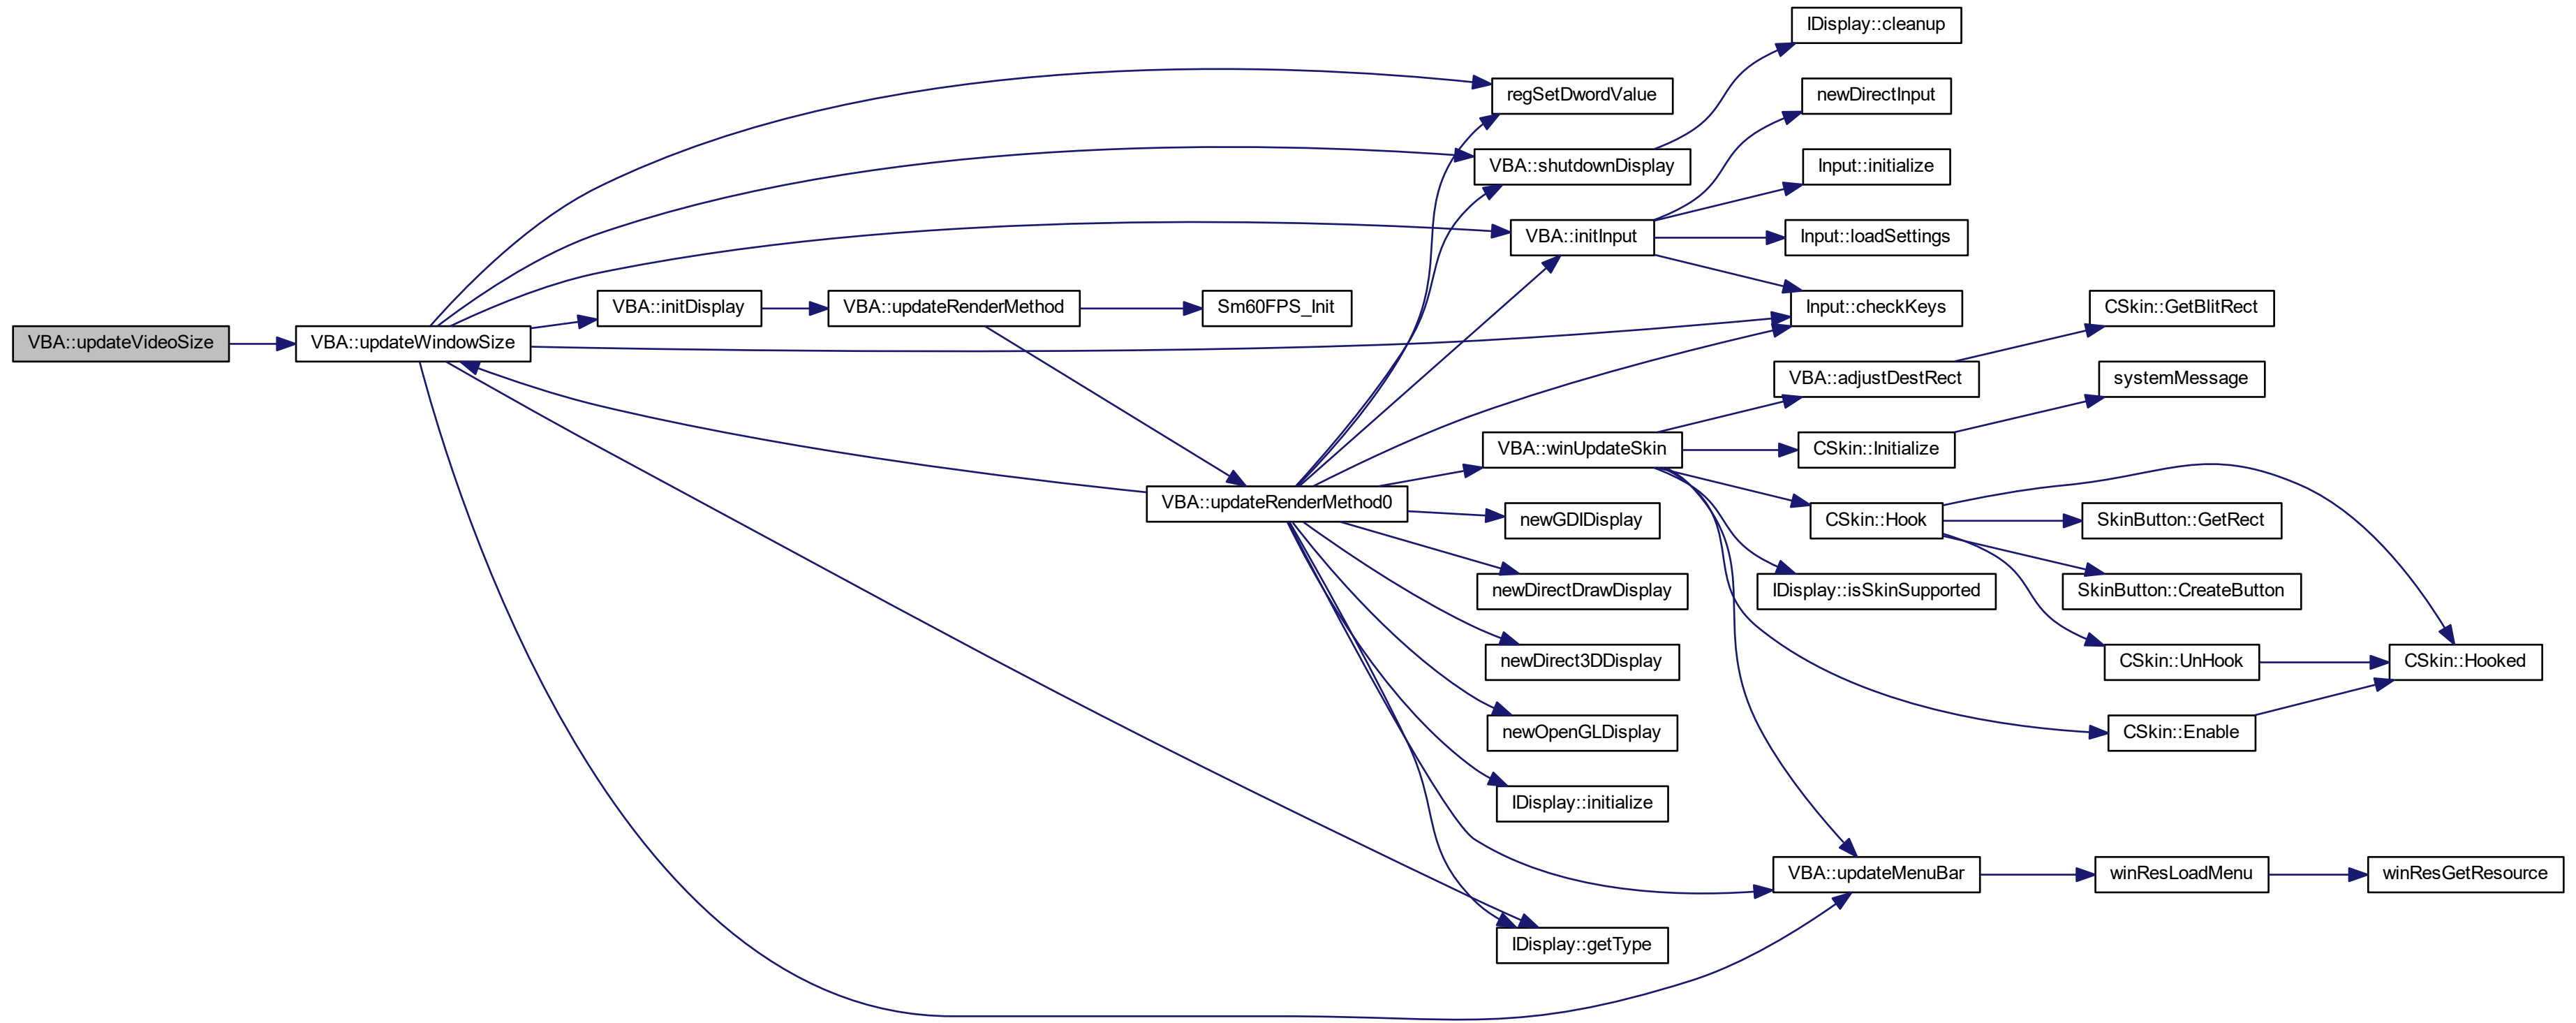 IDisplay::cleanup
regSetDwordValue
newDirectInput
VBA::shutdownDisplay
Input::initialize
VBA::initInput
Input::loadSettings
VBA::initDisplay
VBA::updateRenderMethod
Sm60FPS_Init
Input::checkKeys
CSkin::GetBlitRect
VBA::updateVideoSize
VBA::updateWindowSize
VBA::adjustDestRect
systemMessage
VBA::winUpdateSkin
CSkin::Initialize
VBA::updateRenderMethod0
newGDIDisplay
CSkin::Hook
SkinButton::GetRect
newDirectDrawDisplay
IDisplay::isSkinSupported
SkinButton::CreateButton
newDirect3DDisplay
CSkin::UnHook
CSkin::Hooked
newOpenGLDisplay
CSkin::Enable
IDisplay::initialize
VBA::updateMenuBar
winResLoadMenu
winResGetResource
IDisplay::getType